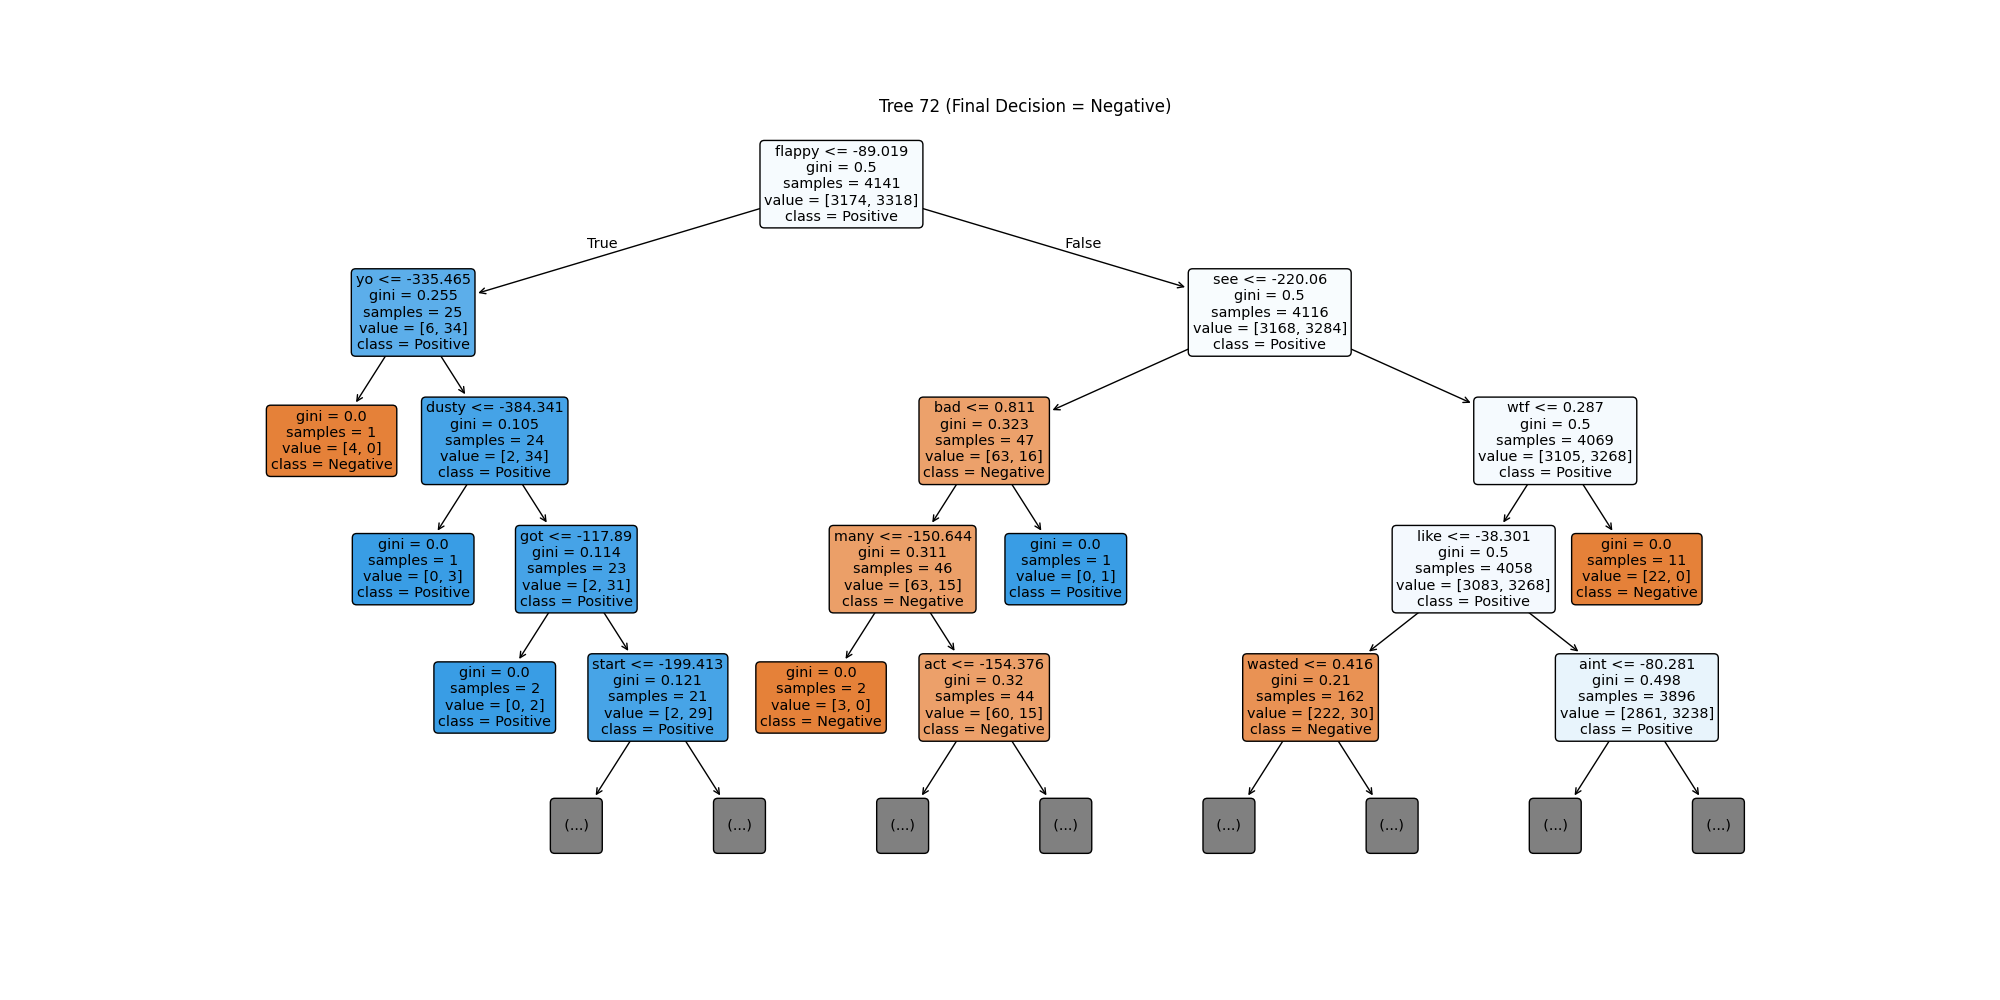 Tree 72 (Final Decision = Negative)
flappy <= -89.019
gini = 0.5
samples = 4141
value = [3174, 3318]
class = Positive
True
False
yo <= -335.465
gini = 0.255
samples = 25
value = [6, 34]
class = Positive
see <= -220.06
gini = 0.5
samples = 4116
value = [3168, 3284]
class = Positive
gini = 0.0
samples = 1
value = [4, 0]
class = Negative
dusty <= -384.341
gini = 0.105
samples = 24
value = [2, 34]
class = Positive
bad <= 0.811
gini = 0.323
samples = 47
value = [63, 16]
class = Negative
wtf <= 0.287
gini = 0.5
samples = 4069
value = [3105, 3268]
class = Positive
gini = 0.0
samples = 1
value = [0, 3]
class = Positive
got <= -117.89
gini = 0.114
samples = 23
value = [2, 31]
class = Positive
many <= -150.644
gini = 0.311
samples = 46
value = [63, 15]
class = Negative
gini = 0.0
samples = 1
value = [0, 1]
class = Positive
like <= -38.301
gini = 0.5
samples = 4058
value = [3083, 3268]
class = Positive
gini = 0.0
samples = 11
value = [22, 0]
class = Negative
gini = 0.0
samples = 2
value = [0, 2]
class = Positive
start <= -199.413
gini = 0.121
samples = 21
value = [2, 29]
class = Positive
gini = 0.0
samples = 2
value = [3, 0]
class = Negative
act <= -154.376
gini = 0.32
samples = 44
value = [60, 15]
class = Negative
wasted <= 0.416
gini = 0.21
samples = 162
value = [222, 30]
class = Negative
aint <= -80.281
gini = 0.498
samples = 3896
value = [2861, 3238]
class = Positive
(...)
(...)
(...)
(...)
(...)
(...)
(...)
(...)